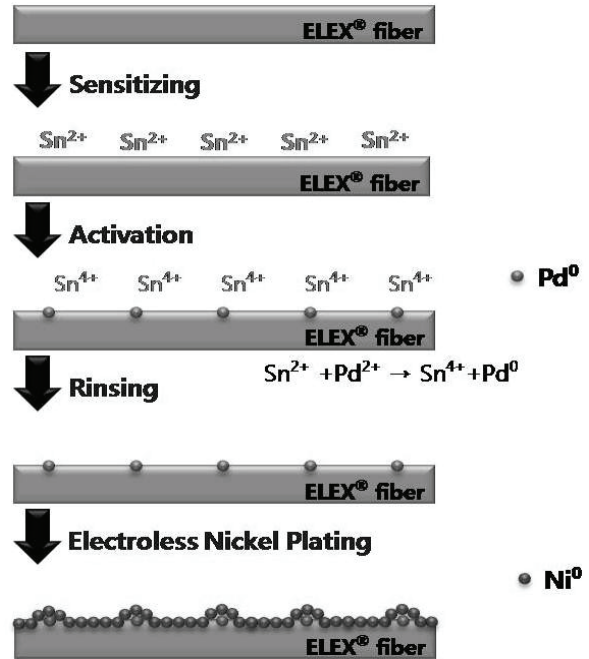 ELEX® fiber
Sensitizing
Sn²⁺ Sn²⁺ Sn²⁺ Sn²⁺ Sn²⁺
ELEX® fiber
Activation
Sn⁴⁺ Sn⁴⁺ Sn⁴⁺ Sn⁴⁺ Sn⁴⁺
Pd⁰
ELEX® fiber
Sn²⁺ +Pd²⁺ → Sn⁴⁺+Pd⁰
Rinsing
ELEX® fiber
Electroless Nickel Plating
Ni⁰
ELEX® fiber